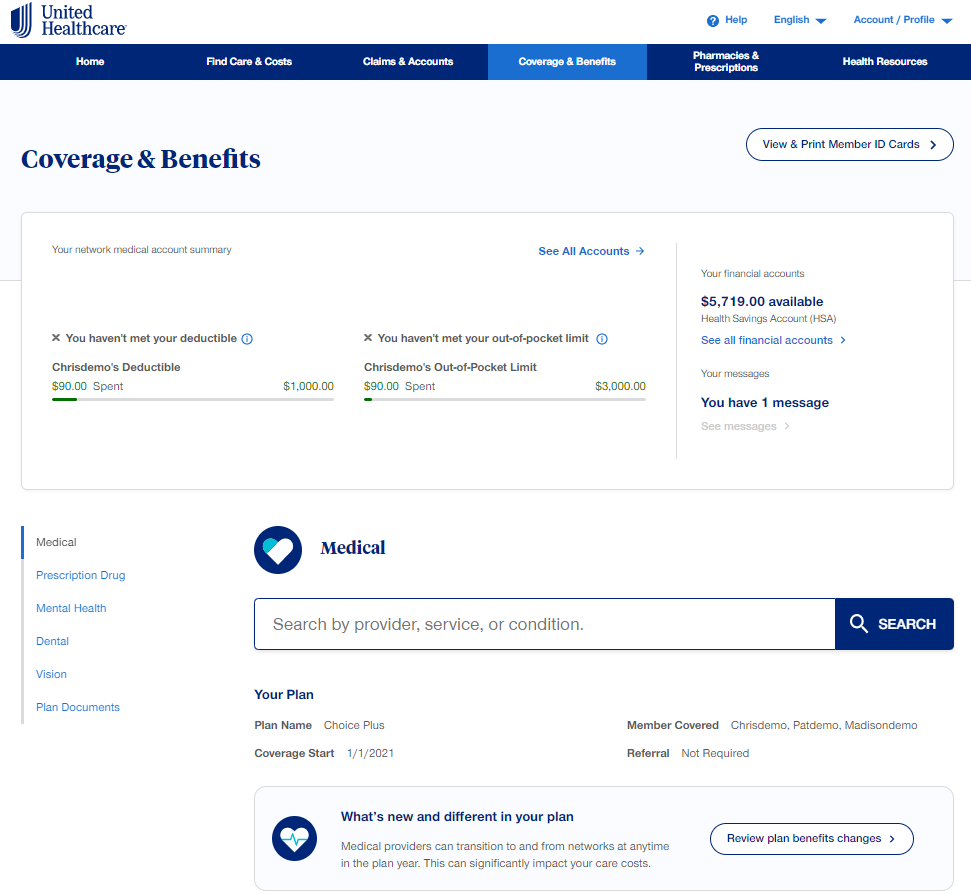 United
Healthcare
Help
English
Account / Profile
Home
Find Care & Costs
Claims & Accounts
Coverage & Benefits
Pharmacies &
Prescriptions
Health Resources
Coverage & Benefits
View & Print Member ID Cards
Your network medical account summary
See All Accounts
You haven't met your deductible
Chrisdemo's Deductible
$90.00 Spent
$1,000.00
You haven't met your out-of-pocket limit
Chrisdemo's Out-of-Pocket Limit
$90.00 Spent
$3,000.00
Your financial accounts
$5,719.00 available
Health Savings Account (HSA)
See all financial accounts
Your messages
You have 1 message
See messages
Medical
Prescription Drug
Mental Health
Dental
Vision
Plan Documents
Medical
Search by provider, service, or condition.
SEARCH
Your Plan
Plan Name Choice Plus
Member Covered Chrisdemo, Patdemo, Madisondemo
Coverage Start 1/1/2021
Referral Not Required
What's new and different in your plan
Medical providers can transition to and from networks at anytime
in the plan year. This can significantly impact your care costs.
Review plan benefits changes